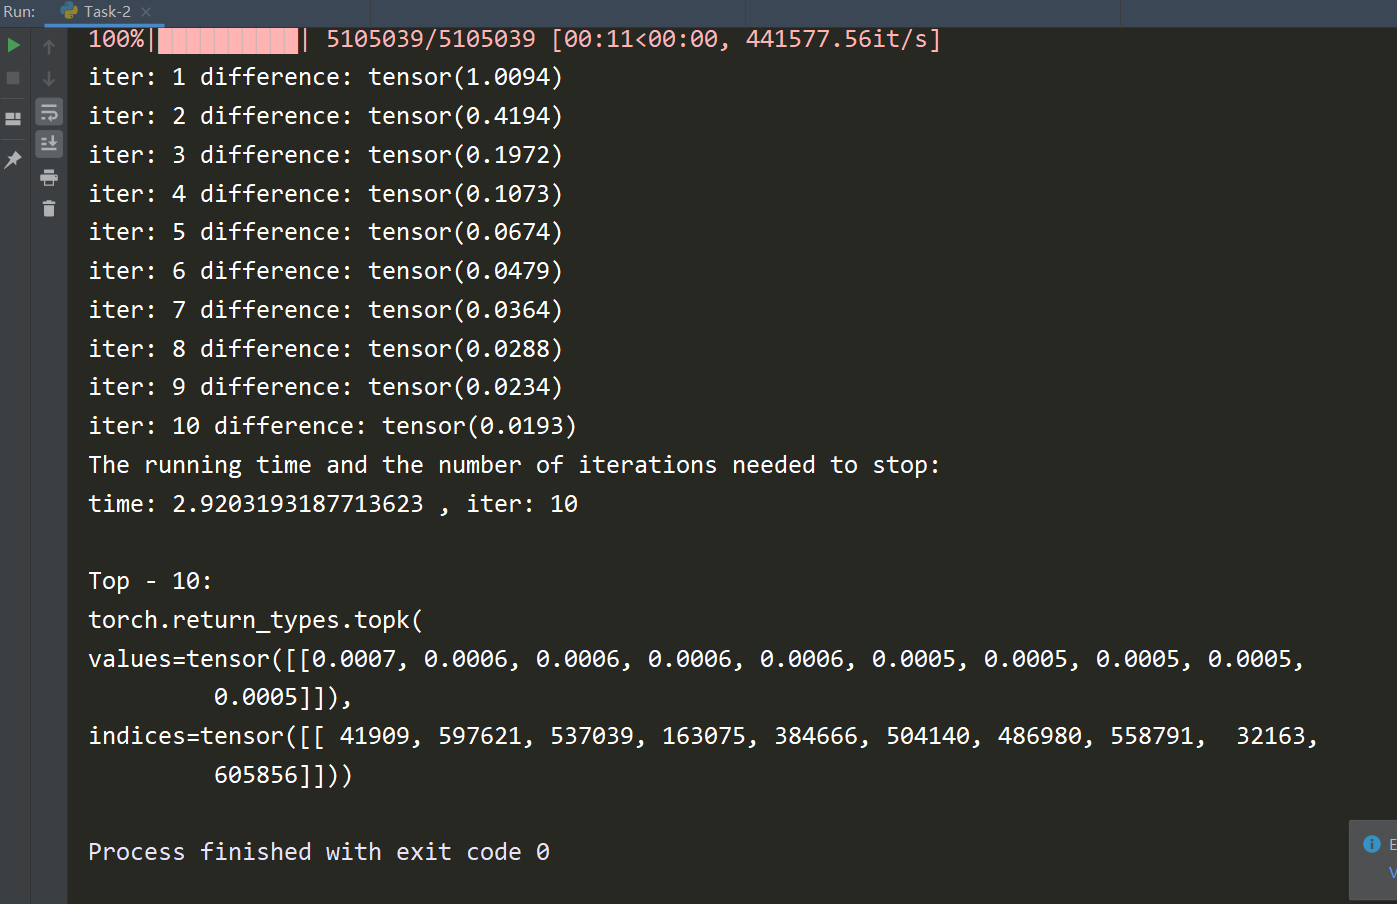 Run: Task-2
100%|██████████| 5105039/5105039 [00:11<00:00, 441577.56it/s]
iter: 1 difference: tensor(1.0094)
iter: 2 difference: tensor(0.4194)
iter: 3 difference: tensor(0.1972)
iter: 4 difference: tensor(0.1073)
iter: 5 difference: tensor(0.0674)
iter: 6 difference: tensor(0.0479)
iter: 7 difference: tensor(0.0364)
iter: 8 difference: tensor(0.0288)
iter: 9 difference: tensor(0.0234)
iter: 10 difference: tensor(0.0193)
The running time and the number of iterations needed to stop:
time: 2.9203193187713623 , iter: 10
Top - 10:
torch.return_types.topk(
values=tensor([[0.0007, 0.0006, 0.0006, 0.0006, 0.0006, 0.0005, 0.0005, 0.0005, 0.0005,
0.0005]]),
indices=tensor([[ 41909, 597621, 537039, 163075, 384666, 504140, 486980, 558791,  32163,
605856]]))
Process finished with exit code 0